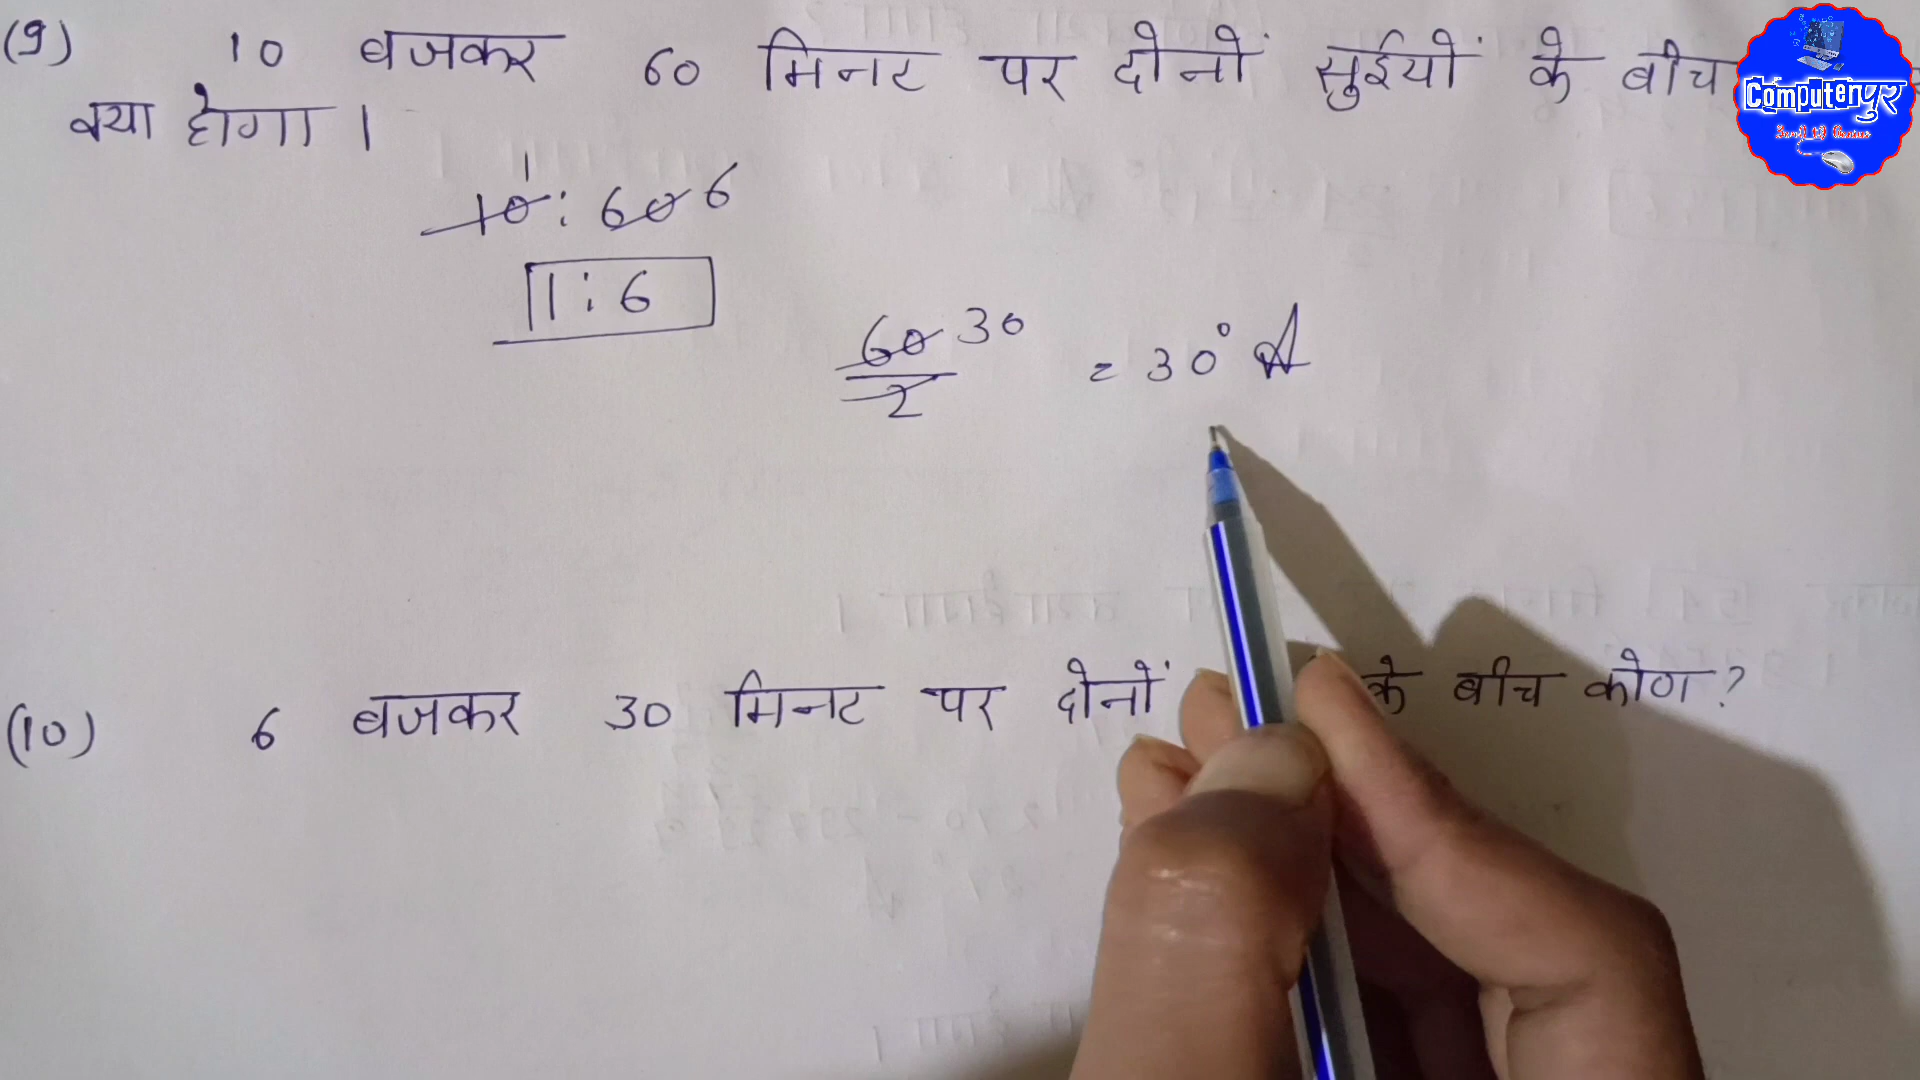 (9) 10 बजकर 60 मिनट पर दोनों सुईयों के बीच
क्या होगा ।
1
10 : 60 6
1 : 6
60 30
2
= 30°
(10) 6 बजकर 30 मिनट पर दोनों के बीच कोण ?
Computerपुर